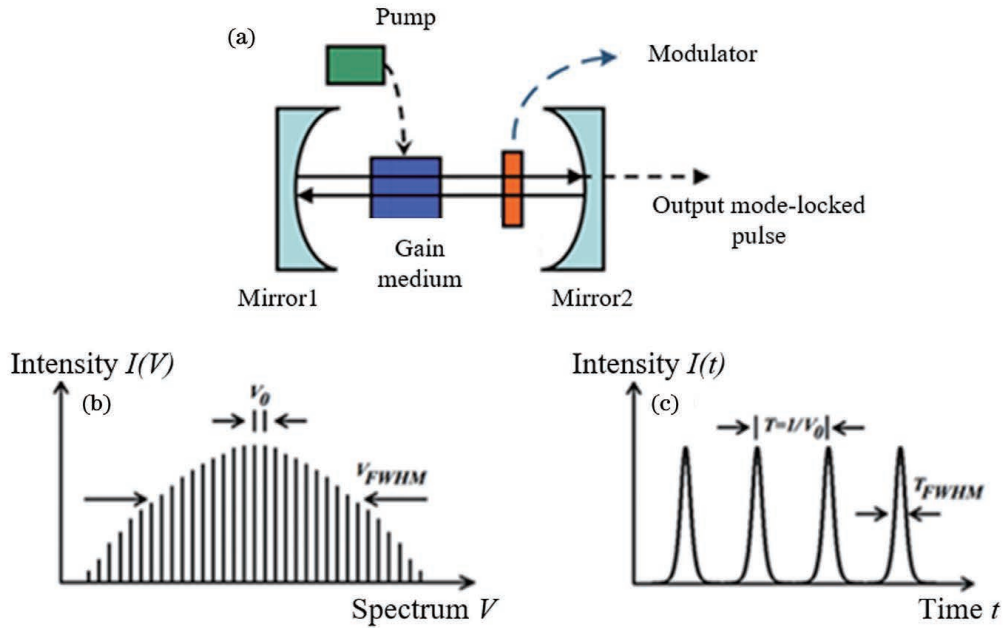 (a)
Pump
Modulator
Output mode-locked
pulse
Gain
medium
Mirror1
Mirror2
Intensity I(V)
(b)
V0
VFWHM
Spectrum V
Intensity I(t)
(c)
T=1/V0
TFWHM
Time t